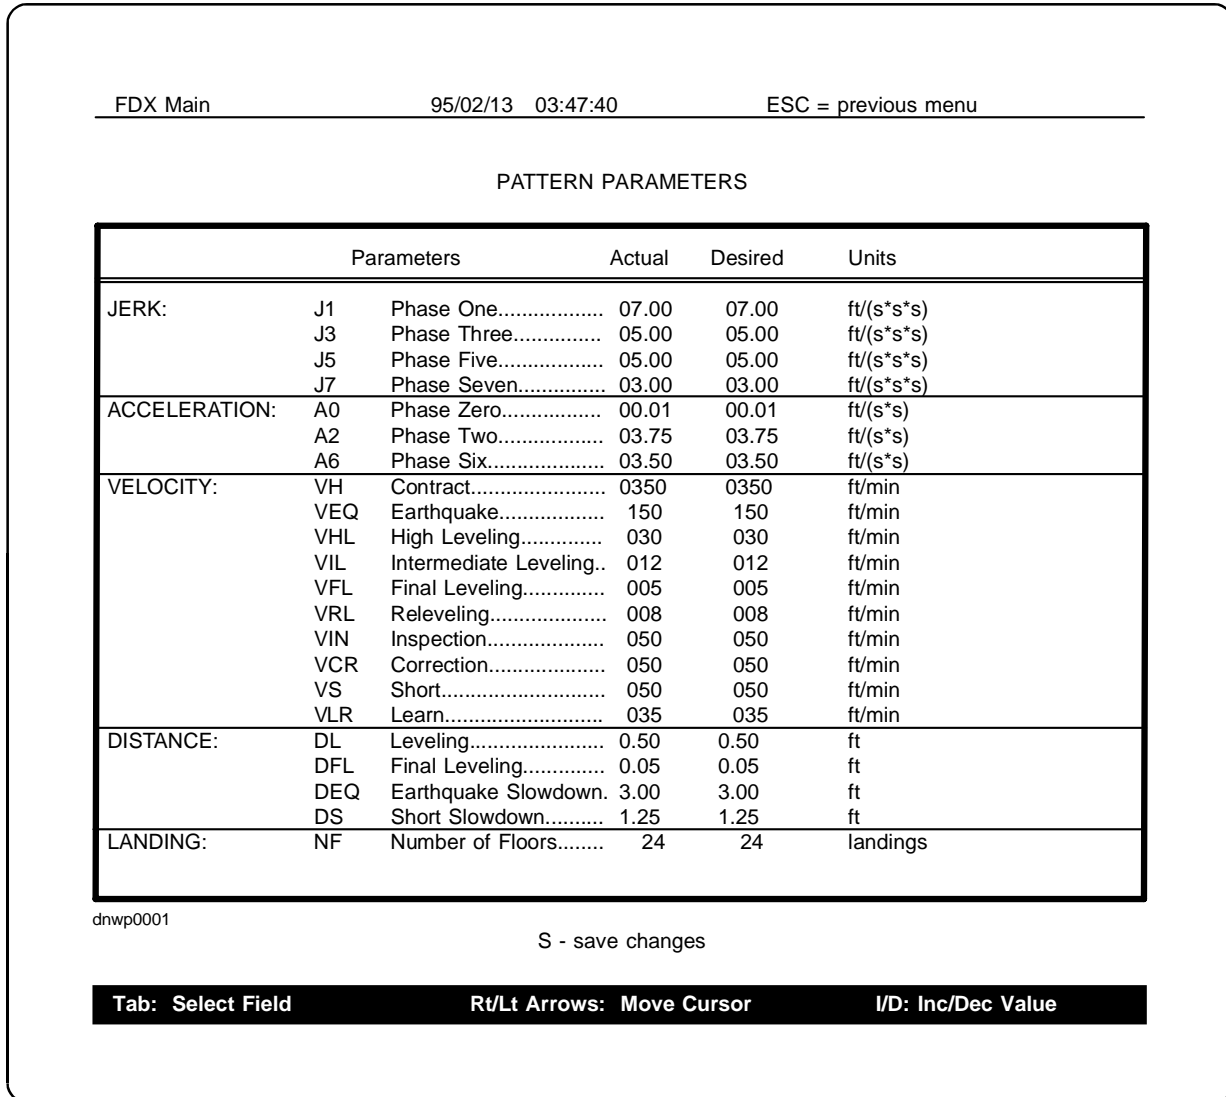 FDX Main 95/02/13 03:47:40 ESC = previous menu
PATTERN PARAMETERS
Parameters Actual Desired Units
JERK: J1 Phase One.................. 07.00 07.00 ft/(s*s*s)
J3 Phase Three............... 05.00 05.00 ft/(s*s*s)
J5 Phase Five.................. 05.00 05.00 ft/(s*s*s)
J7 Phase Seven............... 03.00 03.00 ft/(s*s*s)
ACCELERATION: A0 Phase Zero................. 00.01 00.01 ft/(s*s)
A2 Phase Two.................. 03.75 03.75 ft/(s*s)
A6 Phase Six.................... 03.50 03.50 ft/(s*s)
VELOCITY: VH Contract....................... 0350 0350 ft/min
VEQ Earthquake.................. 150 150 ft/min
VHL High Leveling.............. 030 030 ft/min
VIL Intermediate Leveling.. 012 012 ft/min
VFL Final Leveling.............. 005 005 ft/min
VRL Releveling.................... 008 008 ft/min
VIN Inspection.................... 050 050 ft/min
VCR Correction.................... 050 050 ft/min
VS Short............................ 050 050 ft/min
VLR Learn........................... 035 035 ft/min
DISTANCE: DL Leveling....................... 0.50 0.50 ft
DFL Final Leveling.............. 0.05 0.05 ft
DEQ Earthquake Slowdown. 3.00 3.00 ft
DS Short Slowdown.......... 1.25 1.25 ft
LANDING: NF Number of Floors........ 24 24 landings
dnwp0001
S - save changes
Tab: Select Field Rt/Lt Arrows: Move Cursor I/D: Inc/Dec Value